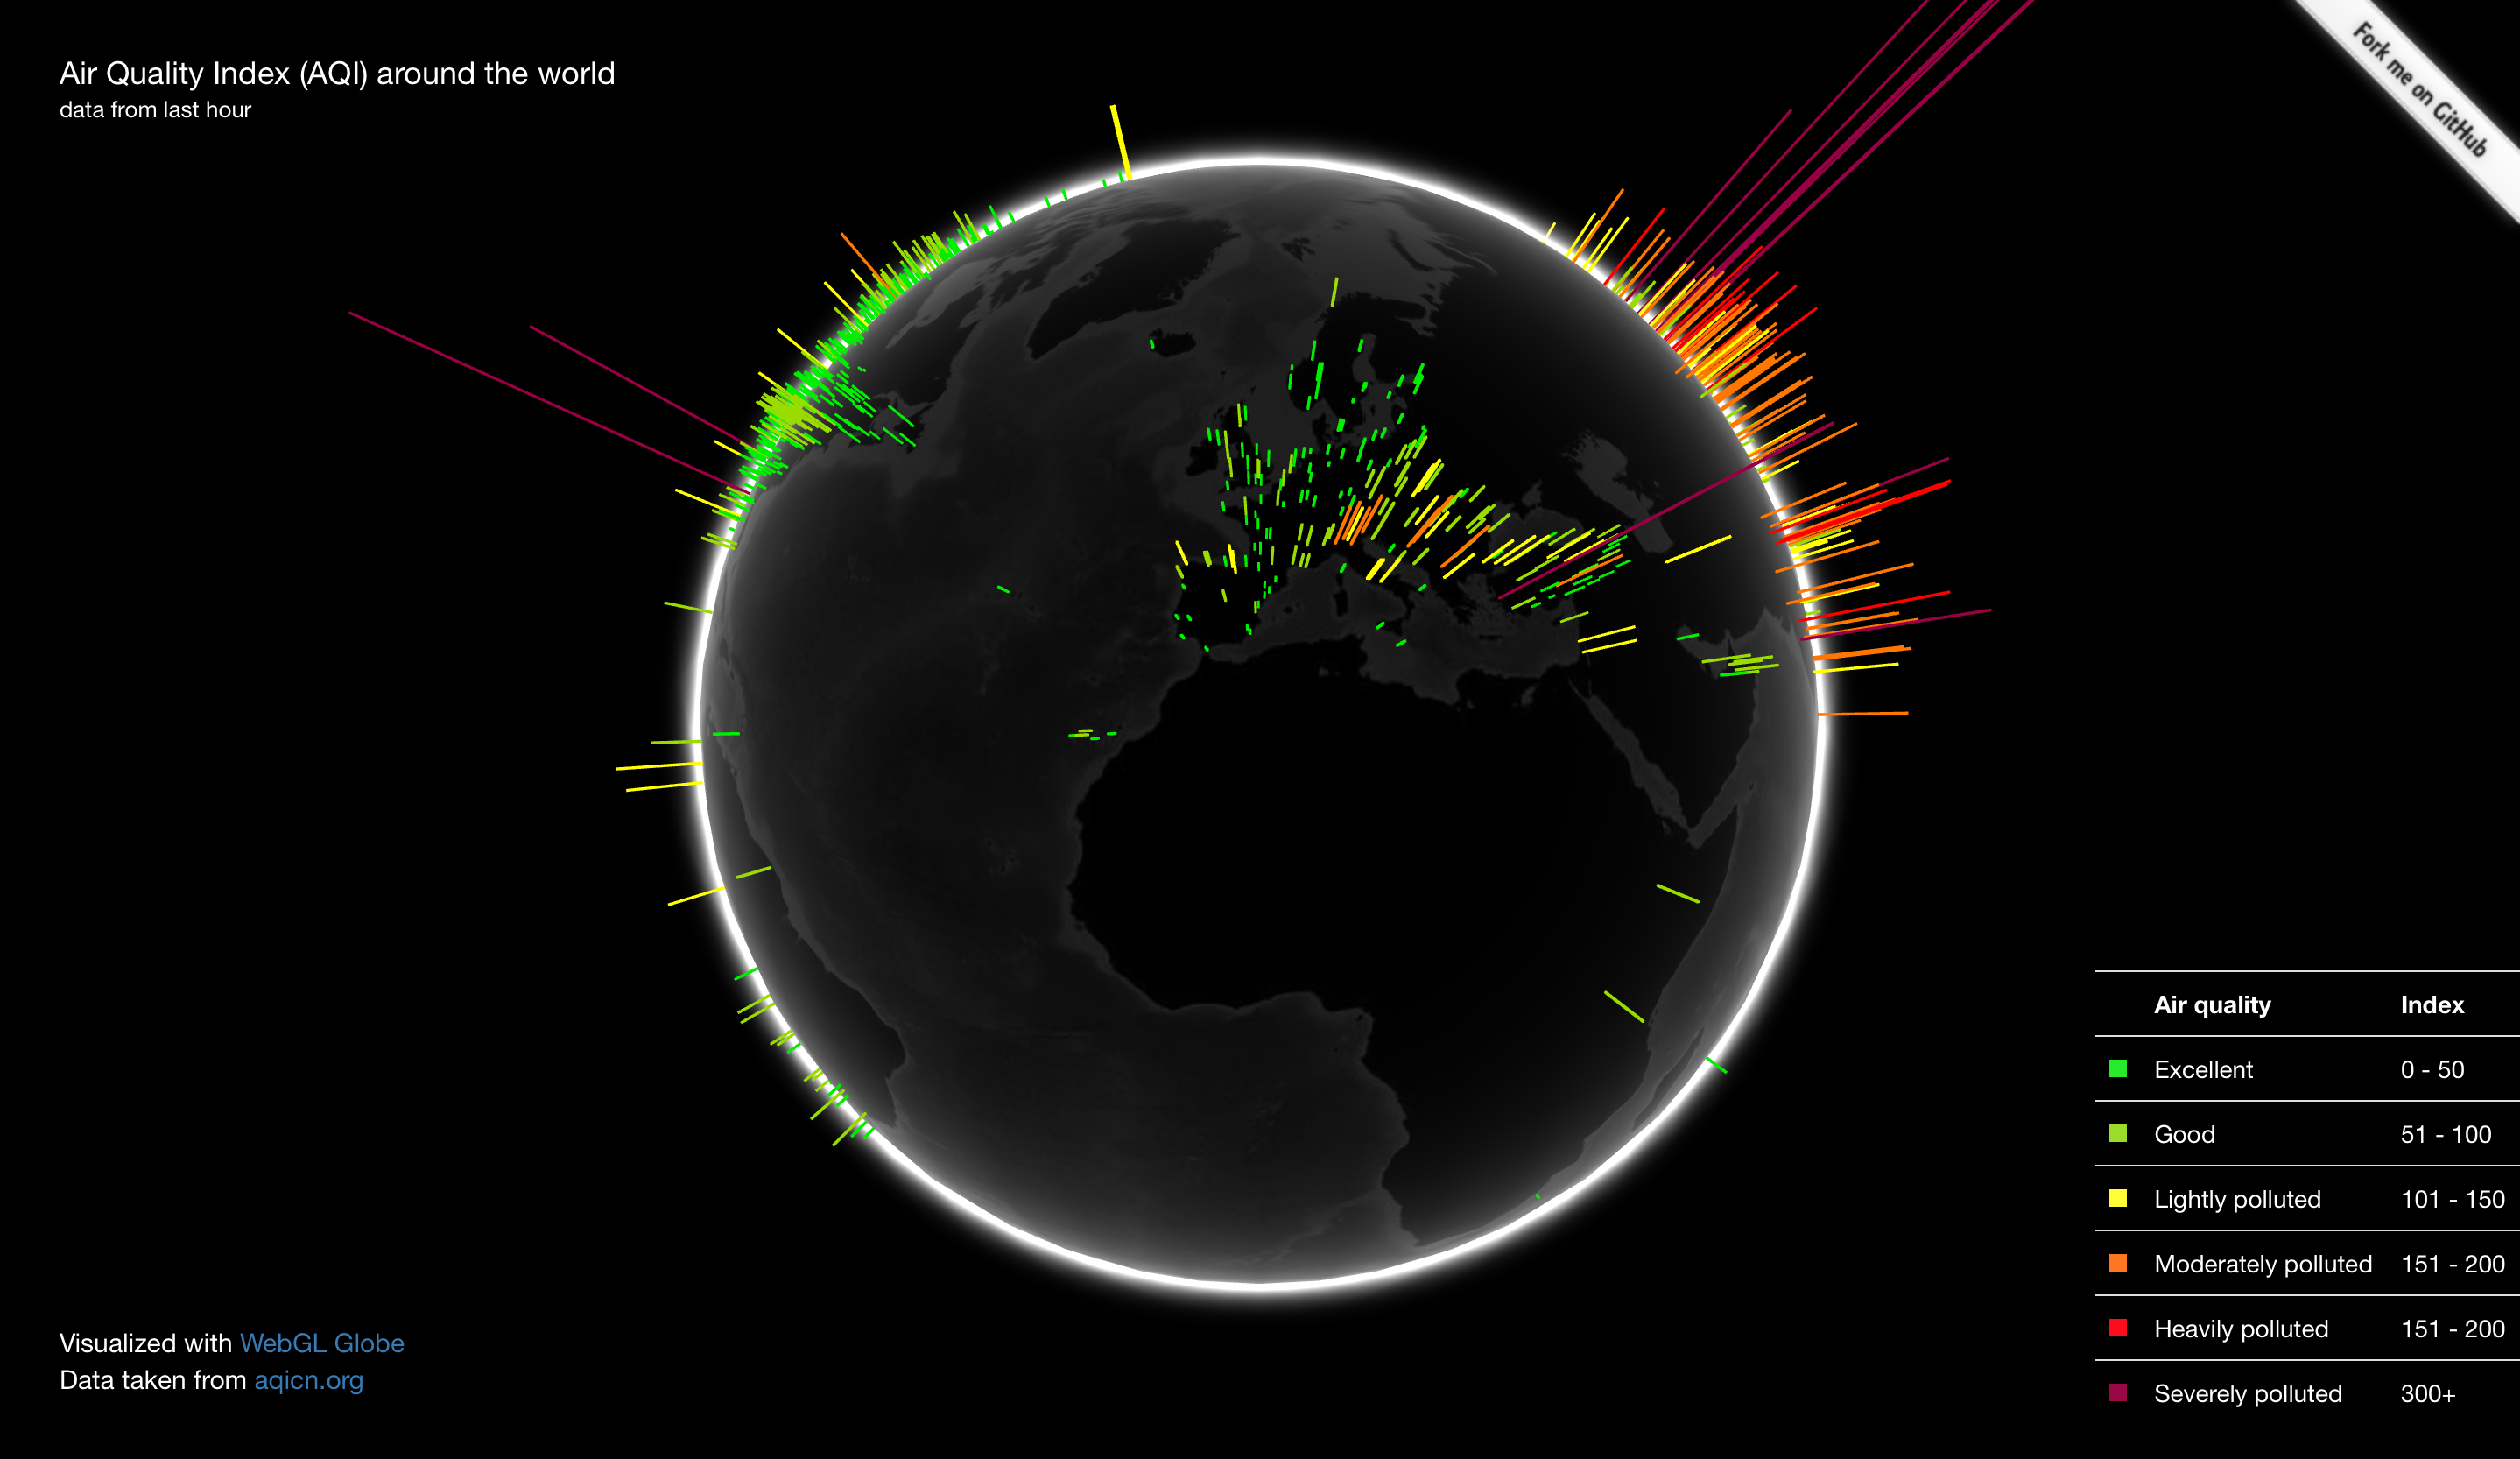 Air Quality Index (AQI) around the world
data from last hour
Fork me on GitHub
Air quality Index
Excellent 0 - 50
Good 51 - 100
Lightly polluted 101 - 150
Moderately polluted 151 - 200
Heavily polluted 151 - 200
Severely polluted 300+
Visualized with WebGL Globe
Data taken from aqicn.org